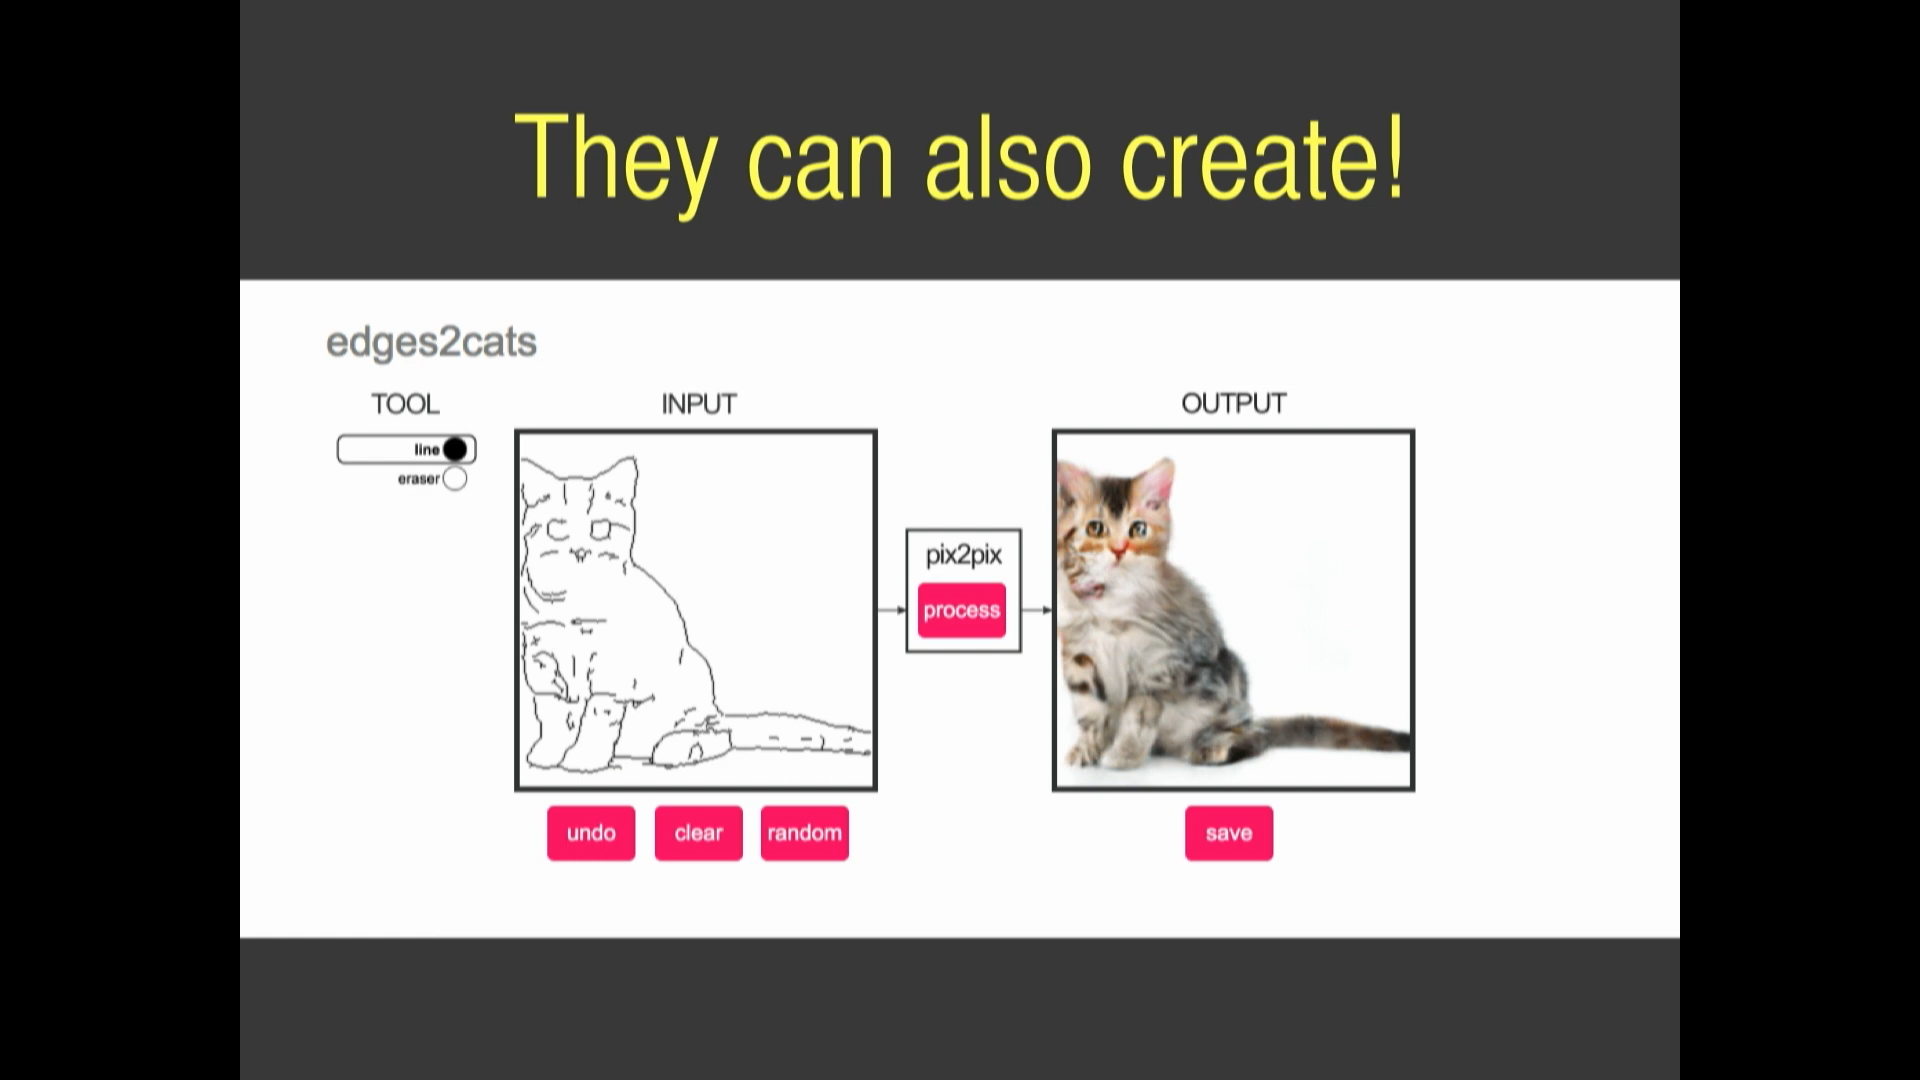 They can also create!
edges2cats
TOOL
INPUT
OUTPUT
line
eraser
pix2pix
process
undo
clear
random
save